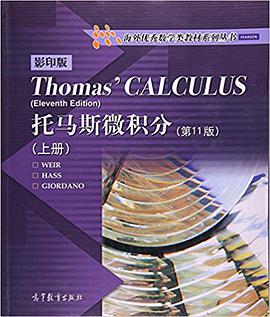 海外优秀数学类教材系列丛书
PEARSON
影印版
Thomas' CALCULUS
(Eleventh Edition)
托马斯微积分(第11版)
(上册)
WEIR
HASS
GIORDANO
高等教育出版社